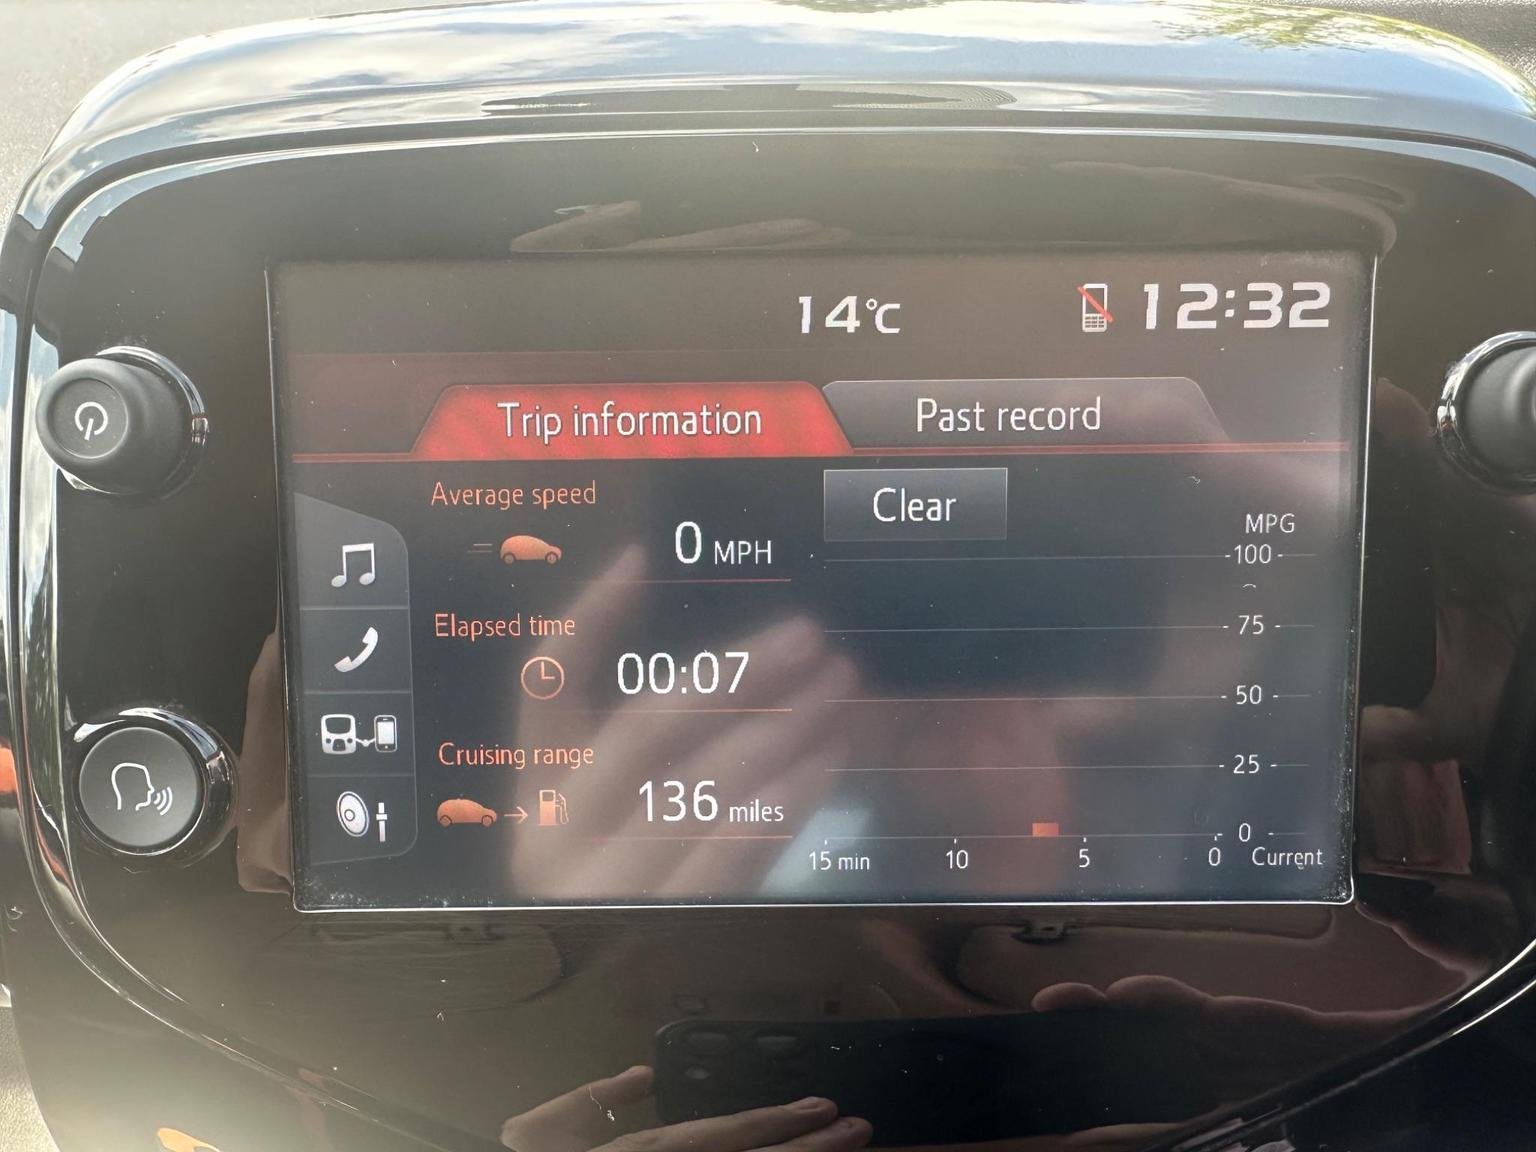 14°C 12:32
Trip information Past record
Average speed
Clear
0 MPH
MPG
100
Elapsed time
75
00:07
50
Cruising range
25
136 miles
0
15 min 10 5 0 Current